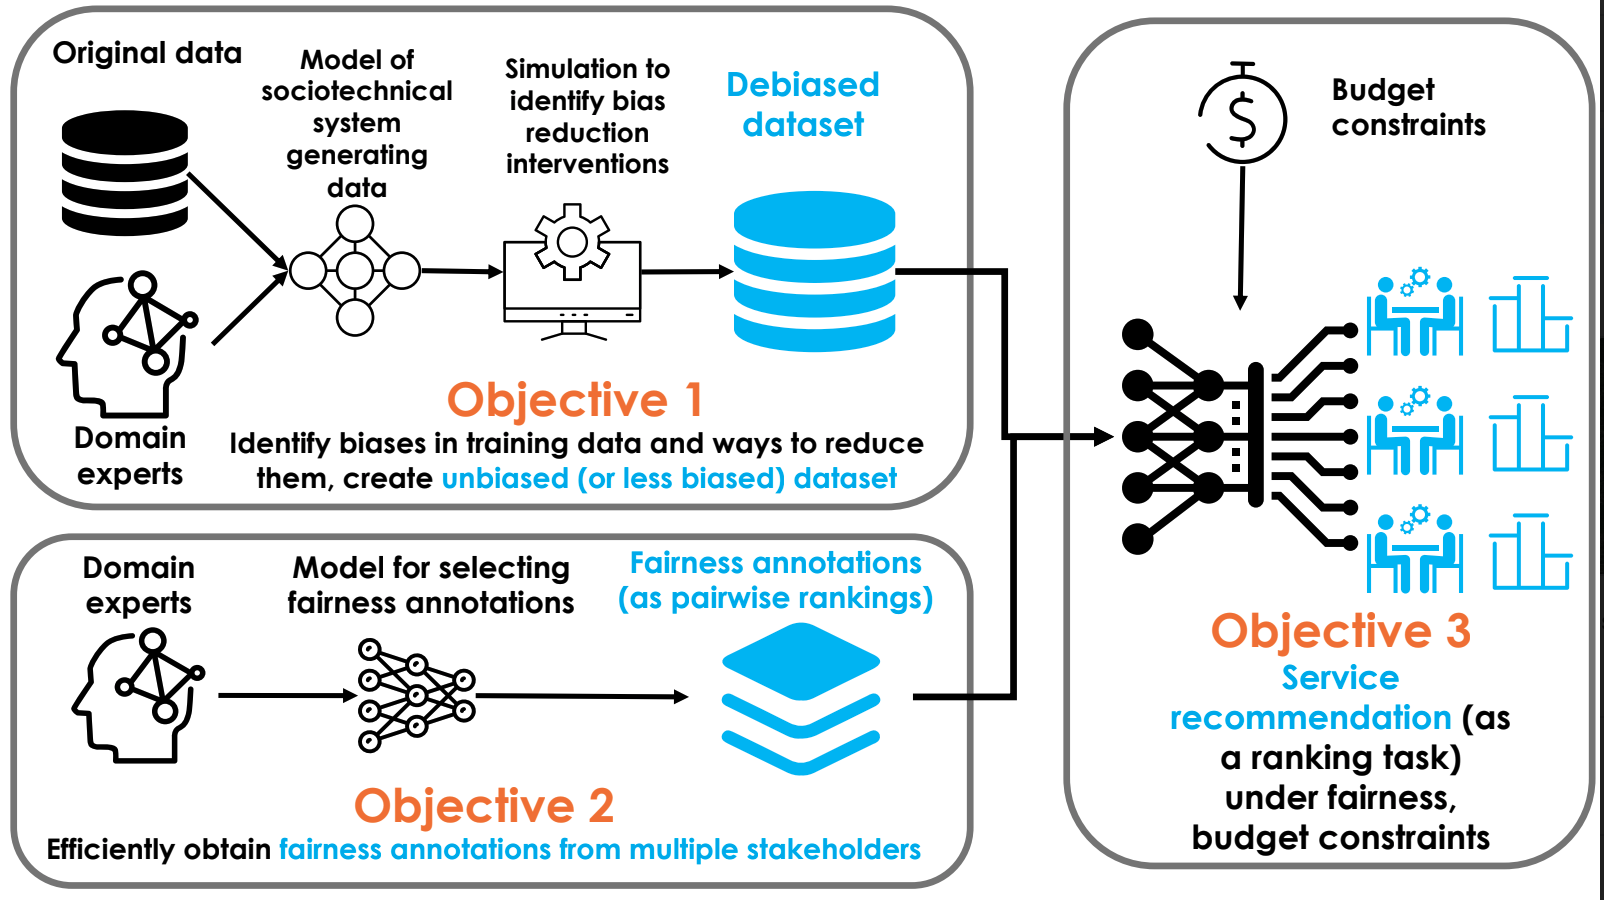 Original data
Model of
sociotechnical
system
generating
data
Simulation to
identify bias
reduction
interventions
Debiased
dataset
Domain
experts
Objective 1
Identify biases in training data and ways to reduce
them, create unbiased (or less biased) dataset
Domain
experts
Model for selecting
fairness annotations
Fairness annotations
(as pairwise rankings)
Objective 2
Efficiently obtain fairness annotations from multiple stakeholders
$
Budget
constraints
Objective 3
Service
recommendation (as
a ranking task)
under fairness,
budget constraints